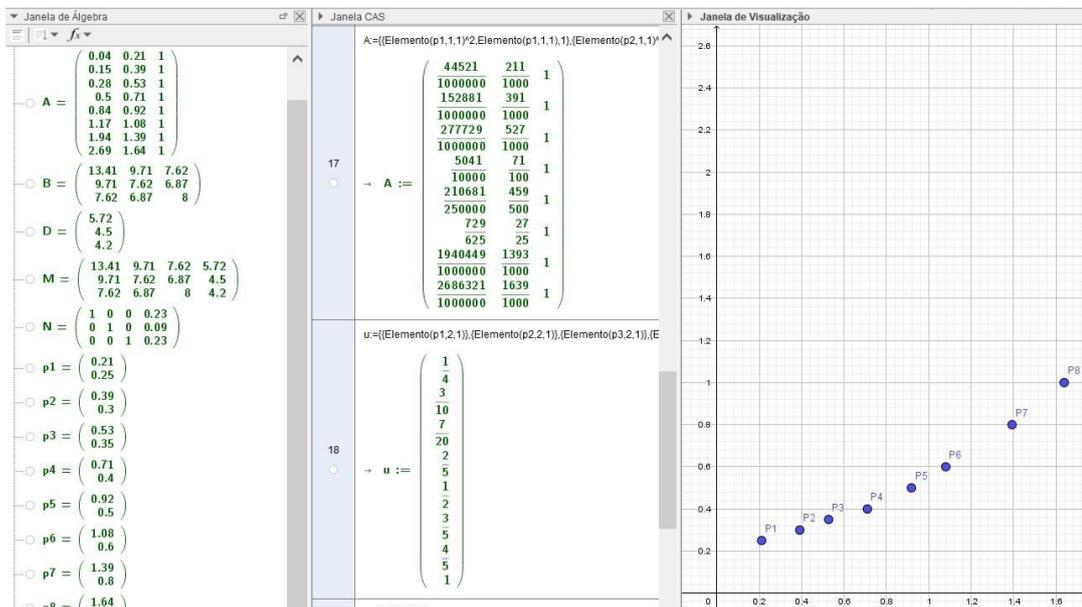 Janela de Álgebra
A = ( 0.04 0.21 1
0.15 0.39 1
0.28 0.53 1
0.5 0.71 1
0.84 0.92 1
1.17 1.08 1
1.94 1.39 1
2.69 1.64 1 )
B = ( 13.41 9.71 7.62
9.71 7.62 6.87
7.62 6.87 8 )
D = ( 5.72
4.5
4.2 )
M = ( 13.41 9.71 7.62 5.72
9.71 7.62 6.87 4.5
7.62 6.87 8 4.2 )
N = ( 1 0 0 0.23
0 1 0 0.09
0 0 1 0.23 )
p1 = ( 0.21
0.25 )
p2 = ( 0.39
0.3 )
p3 = ( 0.53
0.35 )
p4 = ( 0.71
0.4 )
p5 = ( 0.92
0.5 )
p6 = ( 1.08
0.6 )
p7 = ( 1.39
0.8 )
p8 = ( 1.64
Janela CAS
A:={{Elemento(p1,1,1)^2,Elemento(p1,1,1),1},{Elemento(p2,1,1)^
17
→ A := ( 44521/1000000 211/1000 1
152881/1000000 391/1000 1
277729/1000000 527/1000 1
5041/10000 71/100 1
210681/250000 459/500 1
729/625 27/25 1
1940449/1000000 1393/1000 1
2686321/1000000 1639/1000 1 )
u:={{Elemento(p1,2,1)},{Elemento(p2,2,1)},{Elemento(p3,2,1)},{E
18
→ u := ( 1/4
3/10
7/20
2/5
1/2
3/5
4/5
1 )
Janela de Visualização
2.6
2.4
2.2
2
1.8
1.6
1.4
1.2
1
0.8
0.6
0.4
0.2
P8
P7
P6
P5
P4
P3
P2
P1
0 0.2 0.4 0.6 0.8 1 1.2 1.4 1.6